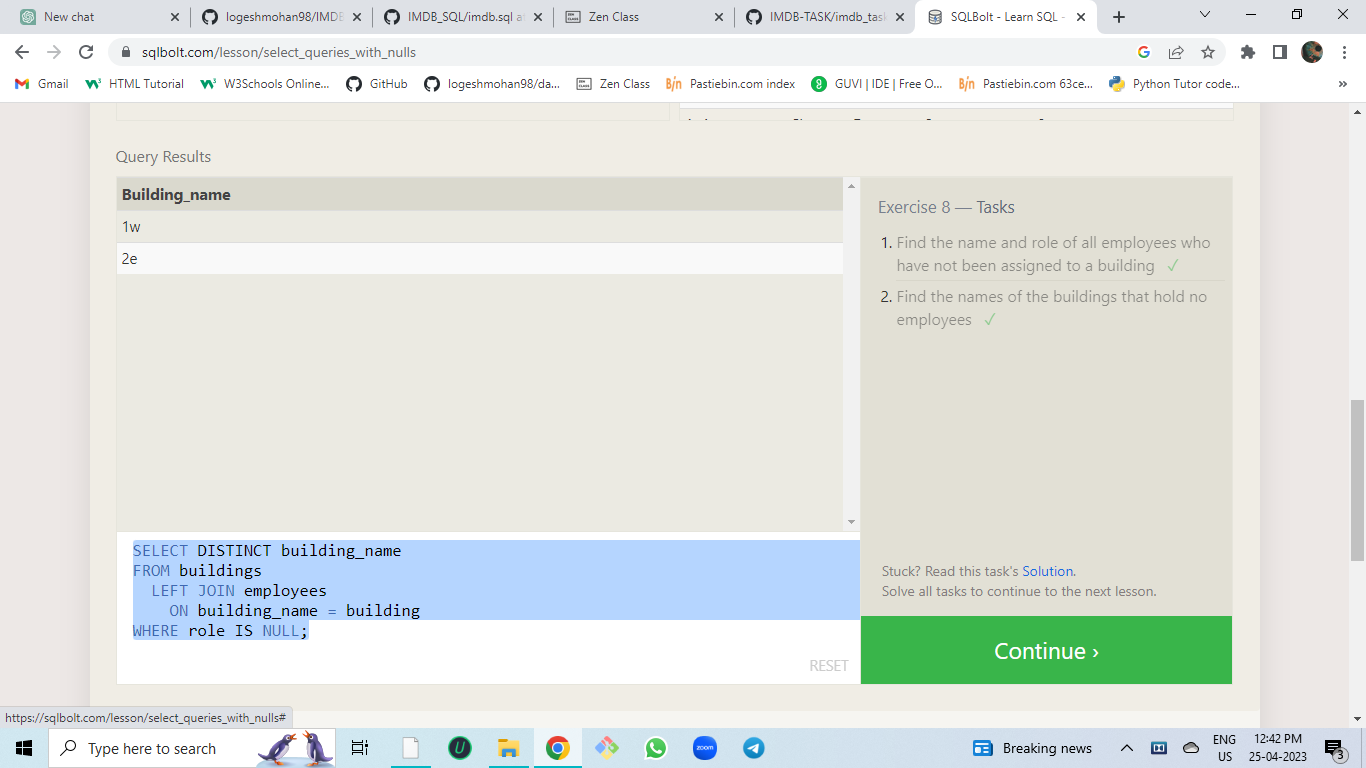 New chat
logeshmohan98/IMDB
IMDB_SQL/imdb.sql at
Zen Class
IMDB-TASK/imdb_task
SQLBolt - Learn SQL -
sqlbolt.com/lesson/select_queries_with_nulls
Gmail
HTML Tutorial
W3Schools Online...
GitHub
logeshmohan98/da...
Zen Class
Pastiebin.com index
GUVI | IDE | Free O...
Pastiebin.com 63ce...
Python Tutor code...
»
Query Results
Building_name
1w
2e
Exercise 8 — Tasks
1. Find the name and role of all employees who
have not been assigned to a building ✓
2. Find the names of the buildings that hold no
employees ✓
SELECT DISTINCT building_name
FROM buildings
LEFT JOIN employees
ON building_name = building
WHERE role IS NULL;
RESET
Stuck? Read this task's Solution.
Solve all tasks to continue to the next lesson.
Continue ›
https://sqlbolt.com/lesson/select_queries_with_nulls#
Type here to search
zoom
Breaking news
ENG
US
12:42 PM
25-04-2023
3